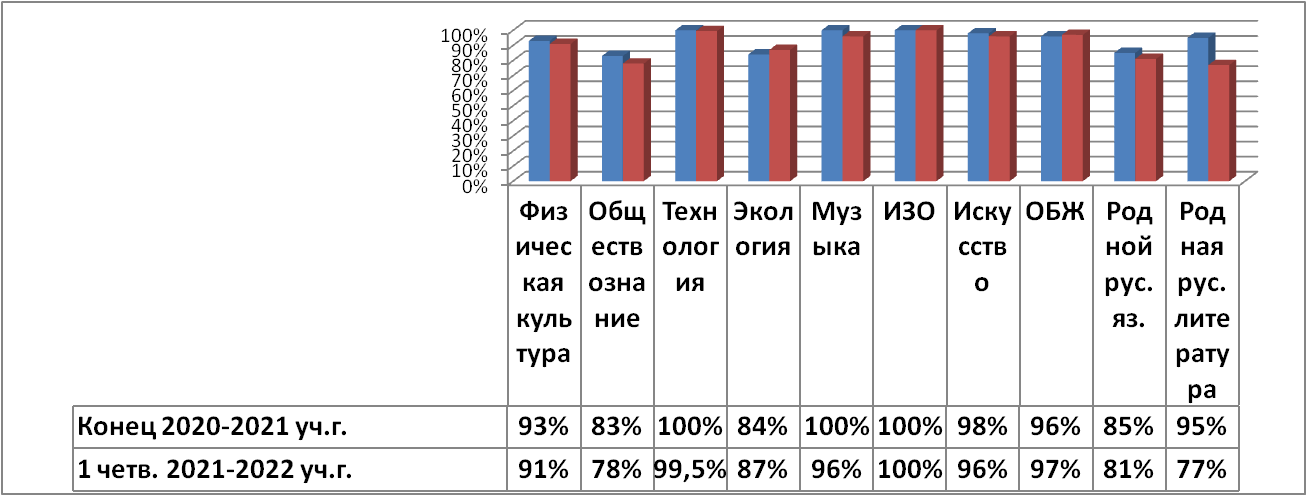 100%
90%
80%
70%
60%
50%
40%
30%
20%
10%
0%
Физ Общ Техн Экол Муз ИЗО Иску ОБЖ Род Род
ичес еств олог огия ыка сств ной ная
кая озна ия о рус. рус.
куль ние яз. лите
тура рату
ра
Конец 2020-2021 уч.г. 93% 83% 100% 84% 100% 100% 98% 96% 85% 95%
1 четв. 2021-2022 уч.г. 91% 78% 99,5% 87% 96% 100% 96% 97% 81% 77%